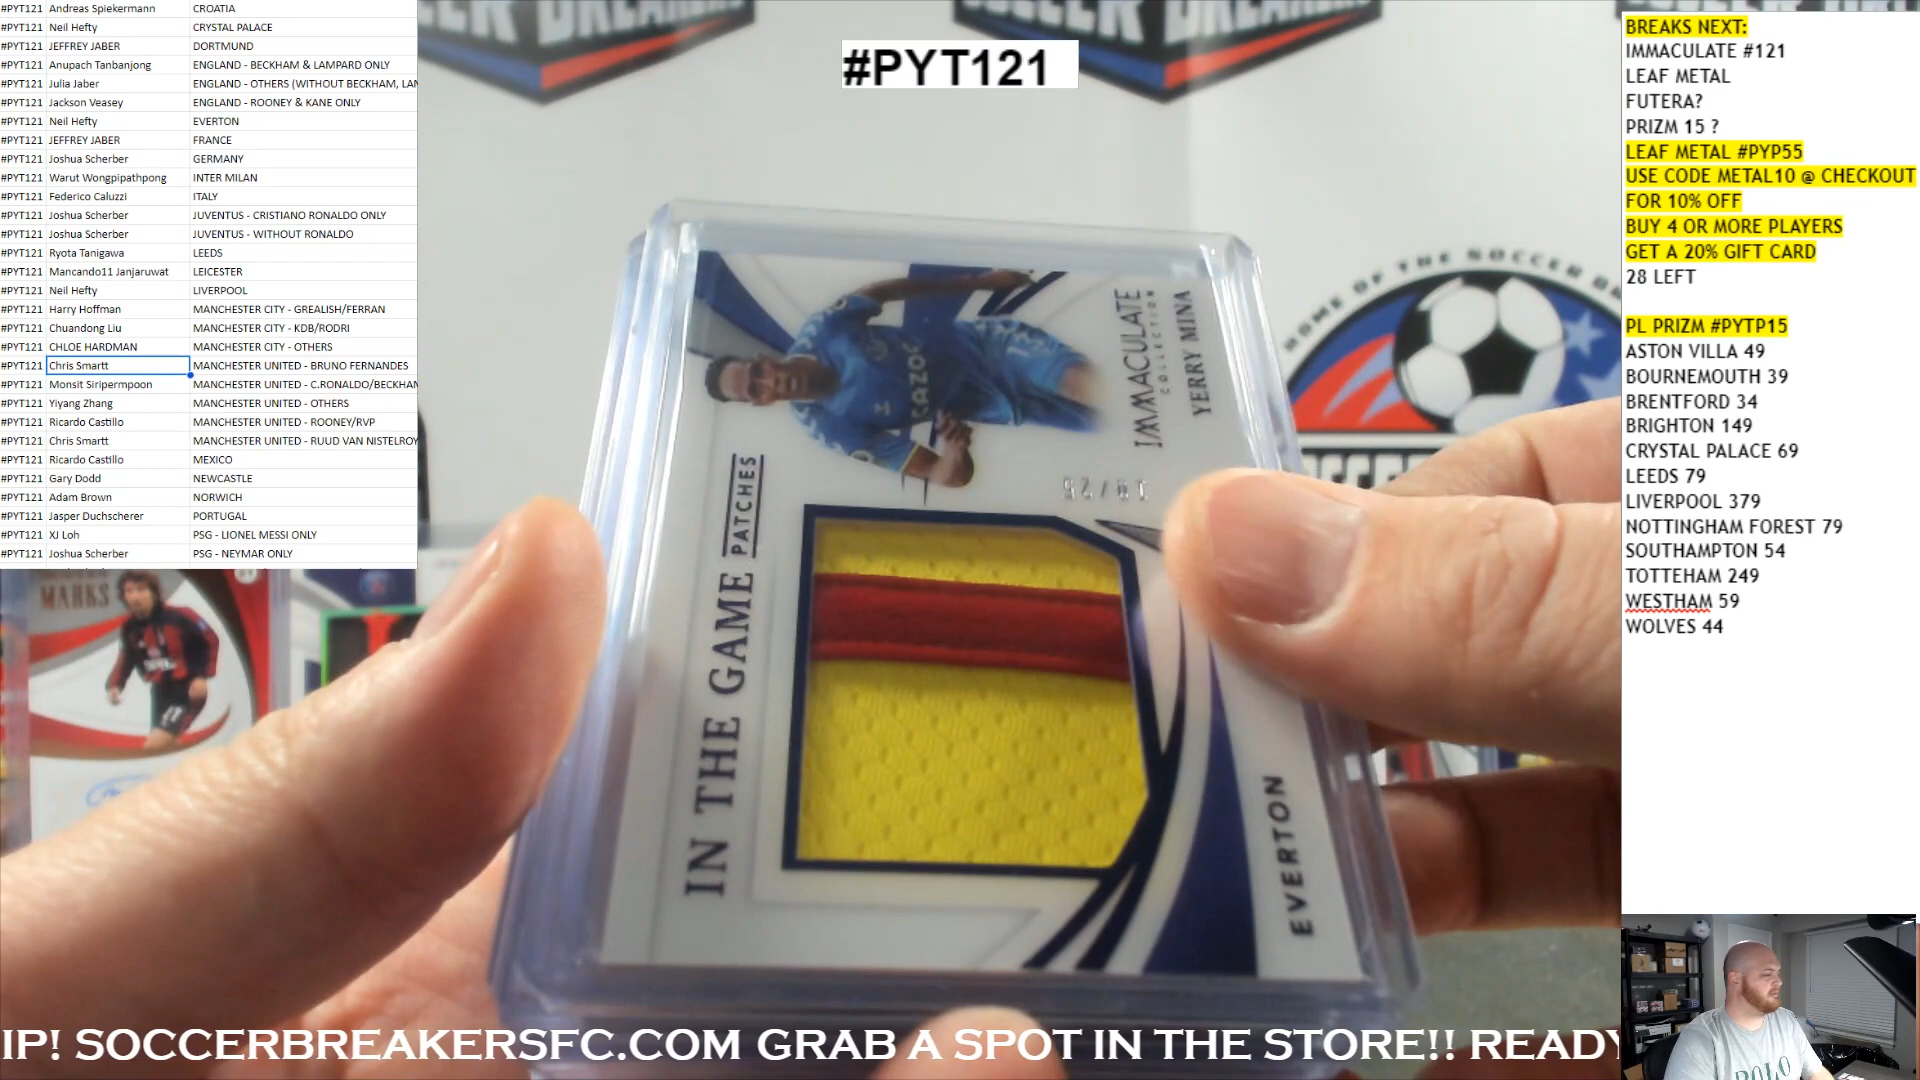 #PYT121 Andreas Spiekermann CROATIA
#PYT121 Neil Hefty CRYSTAL PALACE
#PYT121 JEFFREY JABER DORTMUND
#PYT121 Anupach Tanbanjong ENGLAND - BECKHAM & LAMPARD ONLY
#PYT121 Julia Jaber ENGLAND - OTHERS (WITHOUT BECKHAM, LAN
#PYT121 Jackson Veasey ENGLAND - ROONEY & KANE ONLY
#PYT121 Neil Hefty EVERTON
#PYT121 JEFFREY JABER FRANCE
#PYT121 Joshua Scherber GERMANY
#PYT121 Warut Wongpipathpong INTER MILAN
#PYT121 Federico Caluzzi ITALY
#PYT121 Joshua Scherber JUVENTUS - CRISTIANO RONALDO ONLY
#PYT121 Joshua Scherber JUVENTUS - WITHOUT RONALDO
#PYT121 Ryota Tanigawa LEEDS
#PYT121 Mancando11 Janjaruwat LEICESTER
#PYT121 Neil Hefty LIVERPOOL
#PYT121 Harry Hoffman MANCHESTER CITY - GREALISH/FERRAN
#PYT121 Chuandong Liu MANCHESTER CITY - KDB/RODRI
#PYT121 CHLOE HARDMAN MANCHESTER CITY - OTHERS
#PYT121 Chris Smartt MANCHESTER UNITED - BRUNO FERNANDES
#PYT121 Monsit Siripermpoon MANCHESTER UNITED - C.RONALDO/BECKHAN
#PYT121 Yiyang Zhang MANCHESTER UNITED - OTHERS
#PYT121 Ricardo Castillo MANCHESTER UNITED - ROONEY/RVP
#PYT121 Chris Smartt MANCHESTER UNITED - RUUD VAN NISTELROY
#PYT121 Ricardo Castillo MEXICO
#PYT121 Gary Dodd NEWCASTLE
#PYT121 Adam Brown NORWICH
#PYT121 Jasper Duchscherer PORTUGAL
#PYT121 XJ Loh PSG - LIONEL MESSI ONLY
#PYT121 Joshua Scherber PSG - NEYMAR ONLY
#PYT121
HOME OF THE SOCCER
IMMACULATE
COLLECTION
YERRY MINA
CAZOO
IN THE GAME PATCHES
EVERTON
MARKS
BREAKS NEXT:
IMMACULATE #121
LEAF METAL
FUTERA?
PRIZM 15 ?
LEAF METAL #PYP55
USE CODE METAL10 @ CHECKOUT
FOR 10% OFF
BUY 4 OR MORE PLAYERS
GET A 20% GIFT CARD
28 LEFT
PL PRIZM #PYTP15
ASTON VILLA 49
BOURNEMOUTH 39
BRENTFORD 34
BRIGHTON 149
CRYSTAL PALACE 69
LEEDS 79
LIVERPOOL 379
NOTTINGHAM FOREST 79
SOUTHAMPTON 54
TOTTEHAM 249
WESTHAM 59
WOLVES 44
POLO
IP! SOCCERBREAKERSFC.COM GRAB A SPOT IN THE STORE!! READY